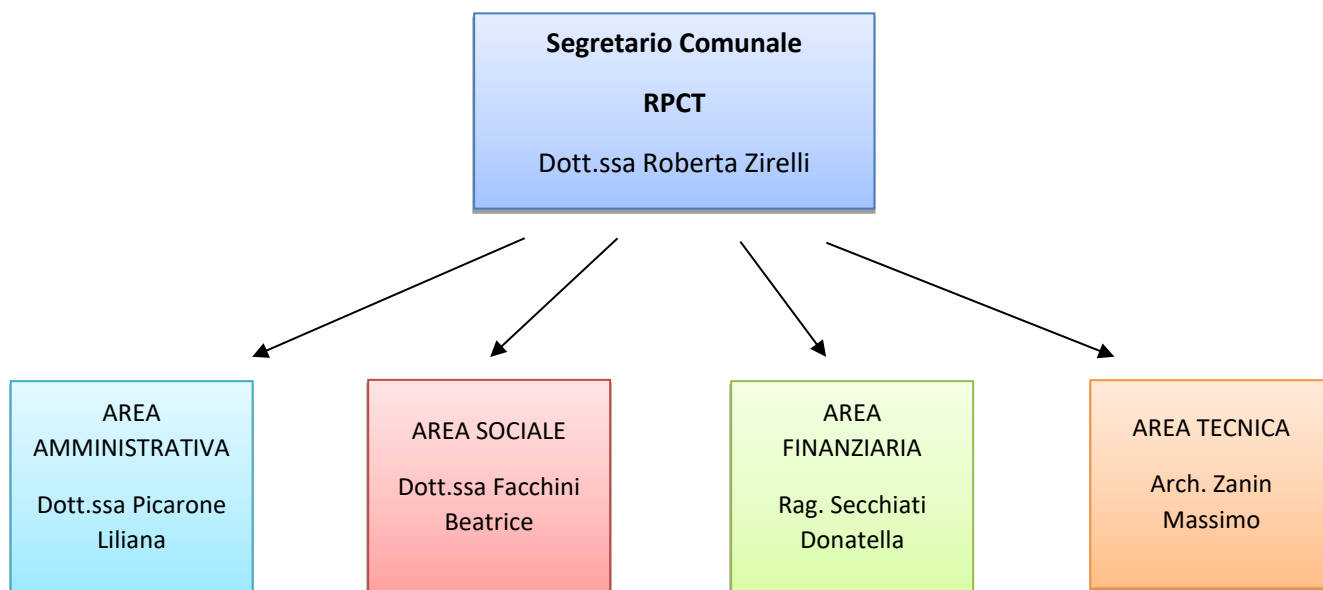 Segretario Comunale
RPCT
Dott.ssa Roberta Zirelli
AREA
AMMINISTRATIVA
Dott.ssa Picarone
Liliana
AREA SOCIALE
Dott.ssa Facchini
Beatrice
AREA
FINANZIARIA
Rag. Secchiati
Donatella
AREA TECNICA
Arch. Zanin
Massimo